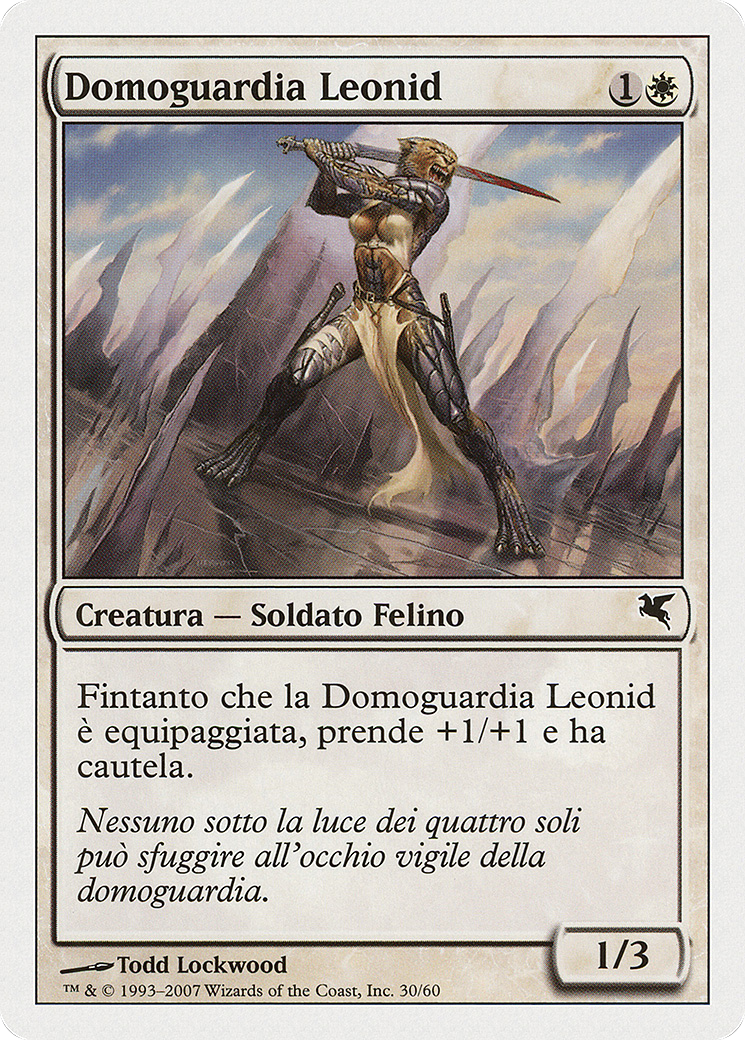 Domoguardia Leonid 1
Creatura — Soldato Felino
Fintanto che la Domoguardia Leonid
è equipaggiata, prende +1/+1 e ha
cautela.
Nessuno sotto la luce dei quattro soli
può sfuggire all'occhio vigile della
domoguardia.
1/3
Todd Lockwood
™ & © 1993–2007 Wizards of the Coast, Inc. 30/60